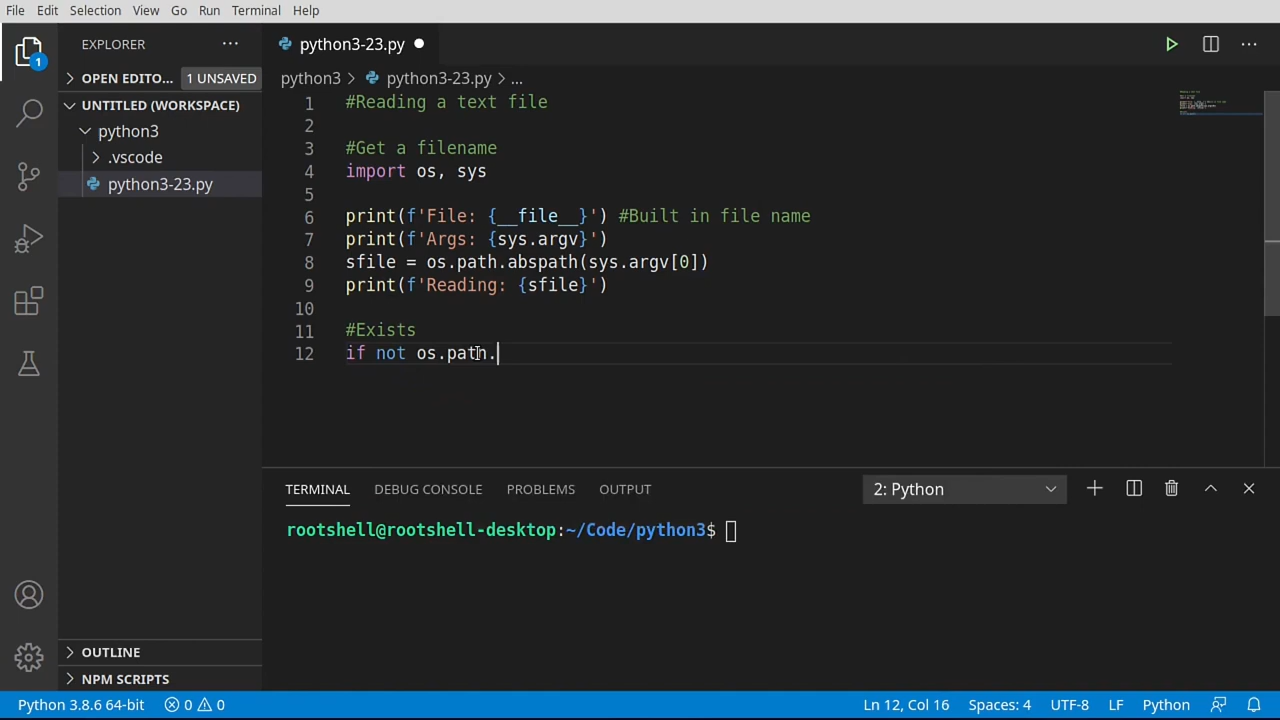 File Edit Selection View Go Run Terminal Help
EXPLORER ...
python3-23.py
OPEN EDITO... 1 UNSAVED
python3 > python3-23.py > ...
UNTITLED (WORKSPACE)
python3
.vscode
python3-23.py
1
1 #Reading a text file
2
3 #Get a filename
4 import os, sys
5
6 print(f'File: {__file__}') #Built in file name
7 print(f'Args: {sys.argv}')
8 sfile = os.path.abspath(sys.argv[0])
9 print(f'Reading: {sfile}')
10
11 #Exists
12 if not os.path.
TERMINAL DEBUG CONSOLE PROBLEMS OUTPUT 2: Python
rootshell@rootshell-desktop:~/Code/python3$
OUTLINE
NPM SCRIPTS
Python 3.8.6 64-bit 0 0 Ln 12, Col 16 Spaces: 4 UTF-8 LF Python